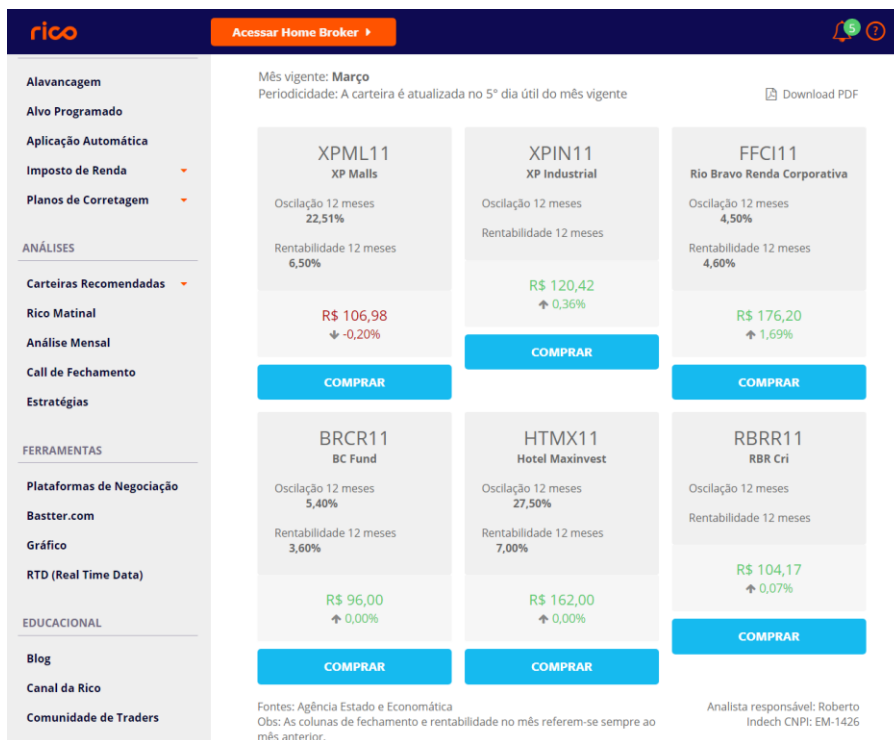 rico
Acessar Home Broker
5
?
Alavancagem
Alvo Programado
Aplicação Automática
Imposto de Renda
Planos de Corretagem
ANÁLISES
Carteiras Recomendadas
Rico Matinal
Análise Mensal
Call de Fechamento
Estratégias
FERRAMENTAS
Plataformas de Negociação
Bastter.com
Gráfico
RTD (Real Time Data)
EDUCACIONAL
Blog
Canal da Rico
Comunidade de Traders
Mês vigente: Março
Periodicidade: A carteira é atualizada no 5° dia útil do mês vigente
Download PDF
XPML11
XP Malls
Oscilação 12 meses
22,51%
Rentabilidade 12 meses
6,50%
R$ 106,98
-0,20%
COMPRAR
XPIN11
XP Industrial
Oscilação 12 meses
Rentabilidade 12 meses
R$ 120,42
0,36%
COMPRAR
FFCI11
Rio Bravo Renda Corporativa
Oscilação 12 meses
4,50%
Rentabilidade 12 meses
4,60%
R$ 176,20
1,69%
COMPRAR
BRCR11
BC Fund
Oscilação 12 meses
5,40%
Rentabilidade 12 meses
3,60%
R$ 96,00
0,00%
COMPRAR
HTMX11
Hotel Maxinvest
Oscilação 12 meses
27,50%
Rentabilidade 12 meses
7,00%
R$ 162,00
0,00%
COMPRAR
RBRR11
RBR Cri
Oscilação 12 meses
Rentabilidade 12 meses
R$ 104,17
0,07%
COMPRAR
Fontes: Agência Estado e Economática
Obs: As colunas de fechamento e rentabilidade no mês referem-se sempre ao
mês anterior.
Analista responsável: Roberto
Indech CNPI: EM-1426